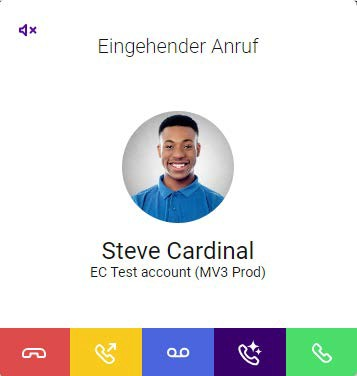 Eingehender Anruf
Steve Cardinal
EC Test account (MV3 Prod)